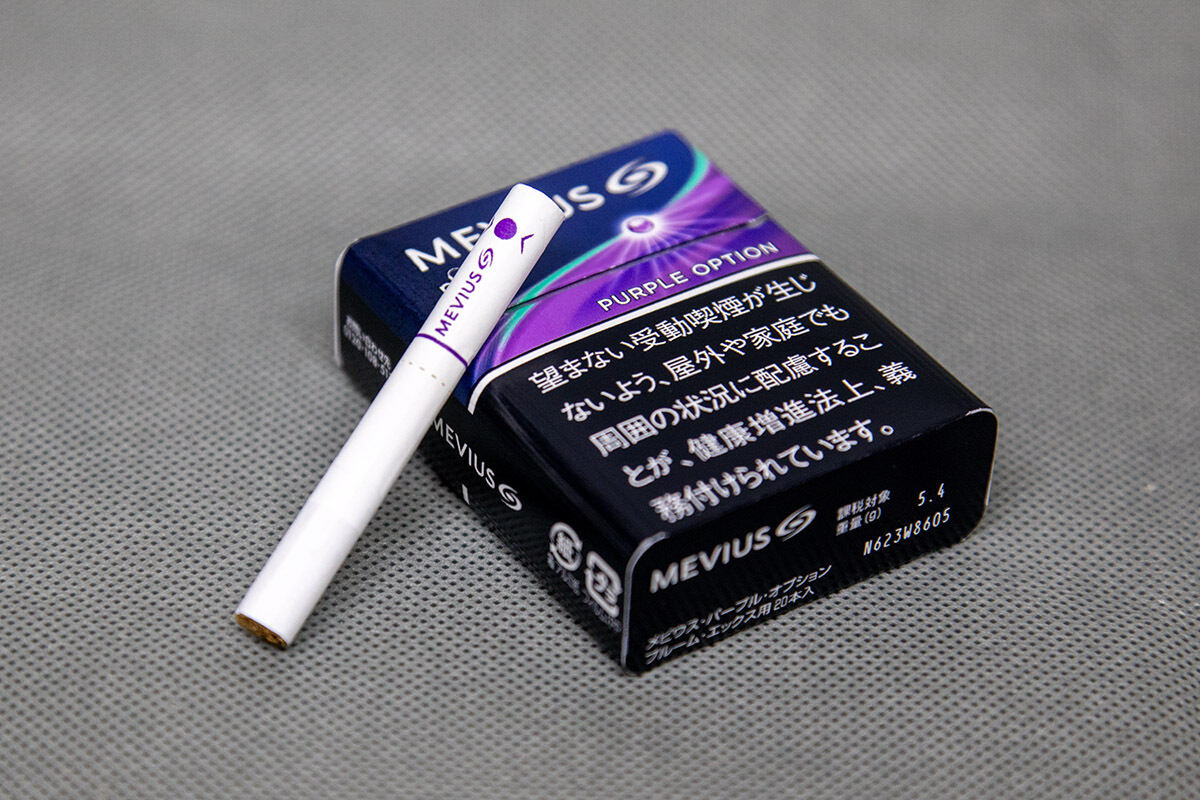 MEVIUS
PURPLE OPTION
望まない受動喫煙が生じ
ないよう、屋外や家庭でも
周囲の状況に配慮するこ
とが、健康増進法上、義
務付けられています。
MEVIUS
MEVIUS
MEVIUS
課税対象
重量(g)
5.4
N623W8605
メビウス・パープル・オプション
プルーム・エックス用20本入